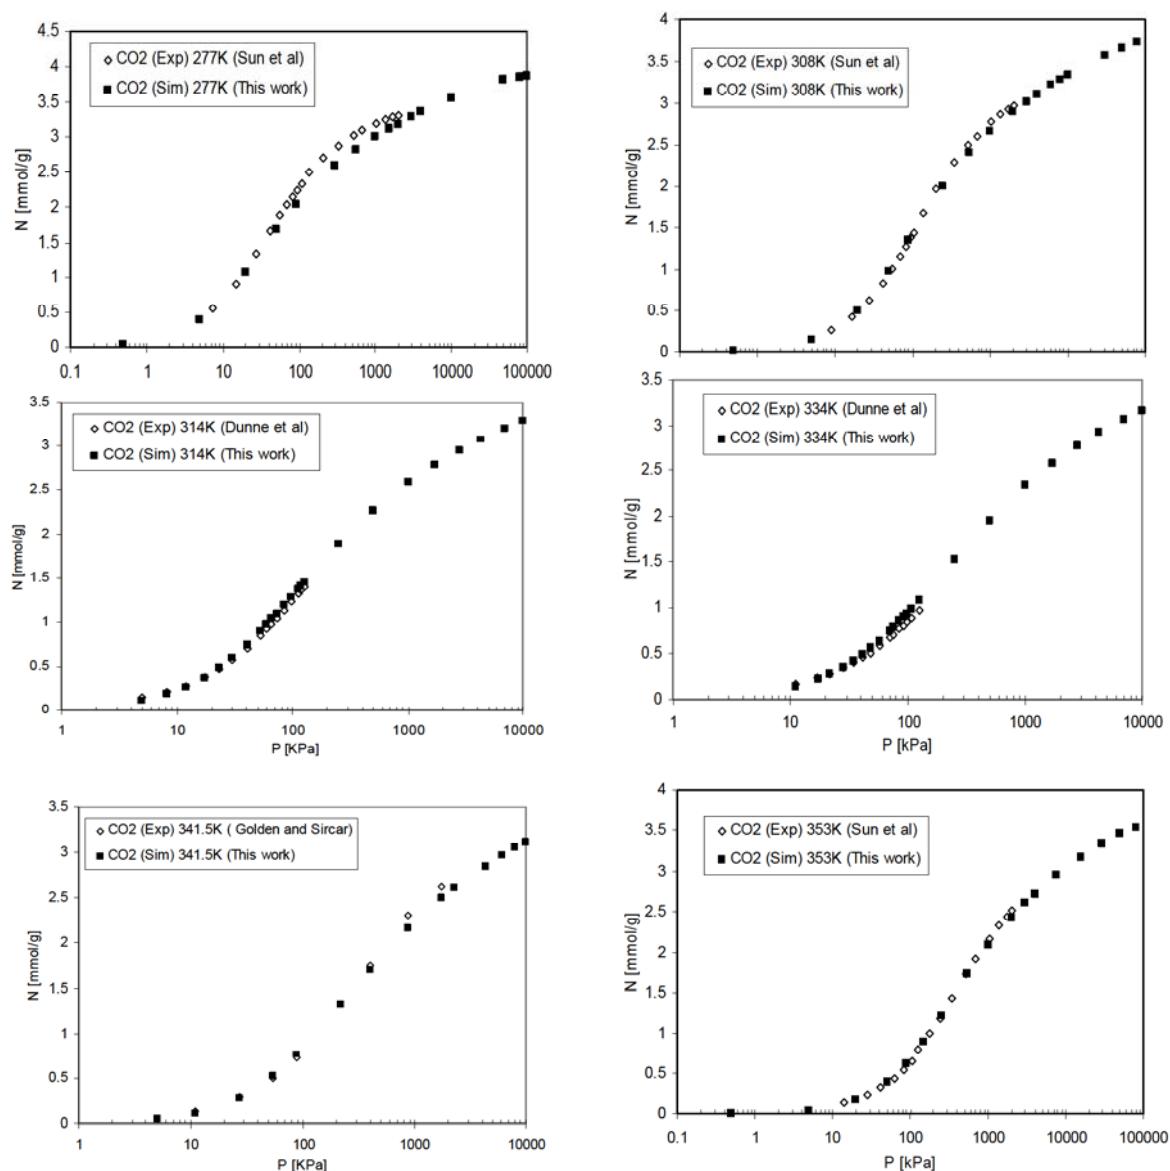 4.5
4
3.5
3
2.5
2
1.5
1
0.5
0
N [mmol/g]
CO2 (Exp) 277K (Sun et al)
CO2 (Sim) 277K (This work)
0.1 1 10 100 1000 10000 100000
4
3.5
3
2.5
2
1.5
1
0.5
0
N [mmol/g]
CO2 (Exp) 308K (Sun et al)
CO2 (Sim) 308K (This work)
3.5
3
2.5
2
1.5
1
0.5
0
N [mmol/g]
CO2 (Exp) 314K (Dunne et al)
CO2 (Sim) 314K (This work)
1 10 100 1000 10000
P [KPa]
3.5
3
2.5
2
1.5
1
0.5
0
N [mmol/g]
CO2 (Exp) 334K (Dunne et al)
CO2 (Sim) 334K (This work)
1 10 100 1000 10000
P [kPa]
3.5
3
2.5
2
1.5
1
0.5
0
N [mmol/g]
CO2 (Exp) 341.5K ( Golden and Sircar)
CO2 (Sim) 341.5K (This work)
1 10 100 1000 10000
P [KPa]
4
3.5
3
2.5
2
1.5
1
0.5
0
N [mmol/g]
CO2 (Exp) 353K (Sun et al)
CO2 (Sim) 353K (This work)
0.1 1 10 100 1000 10000 100000
P [kPa]